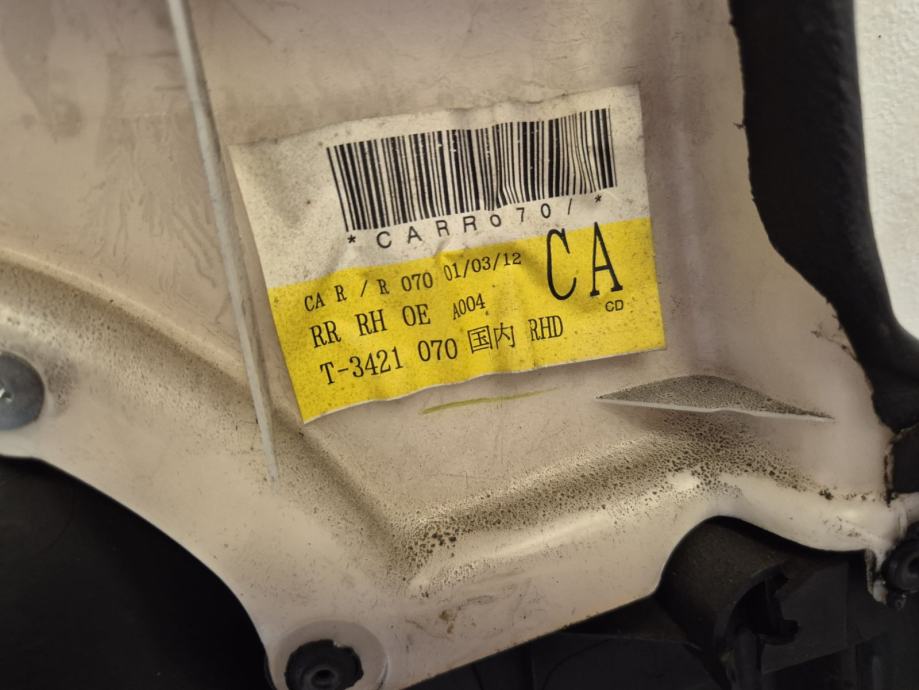 *CARR070/*
CA R /R 070 01/03/12 CA
RR RH OE A004 CD
T-3421 070 国内 RHD